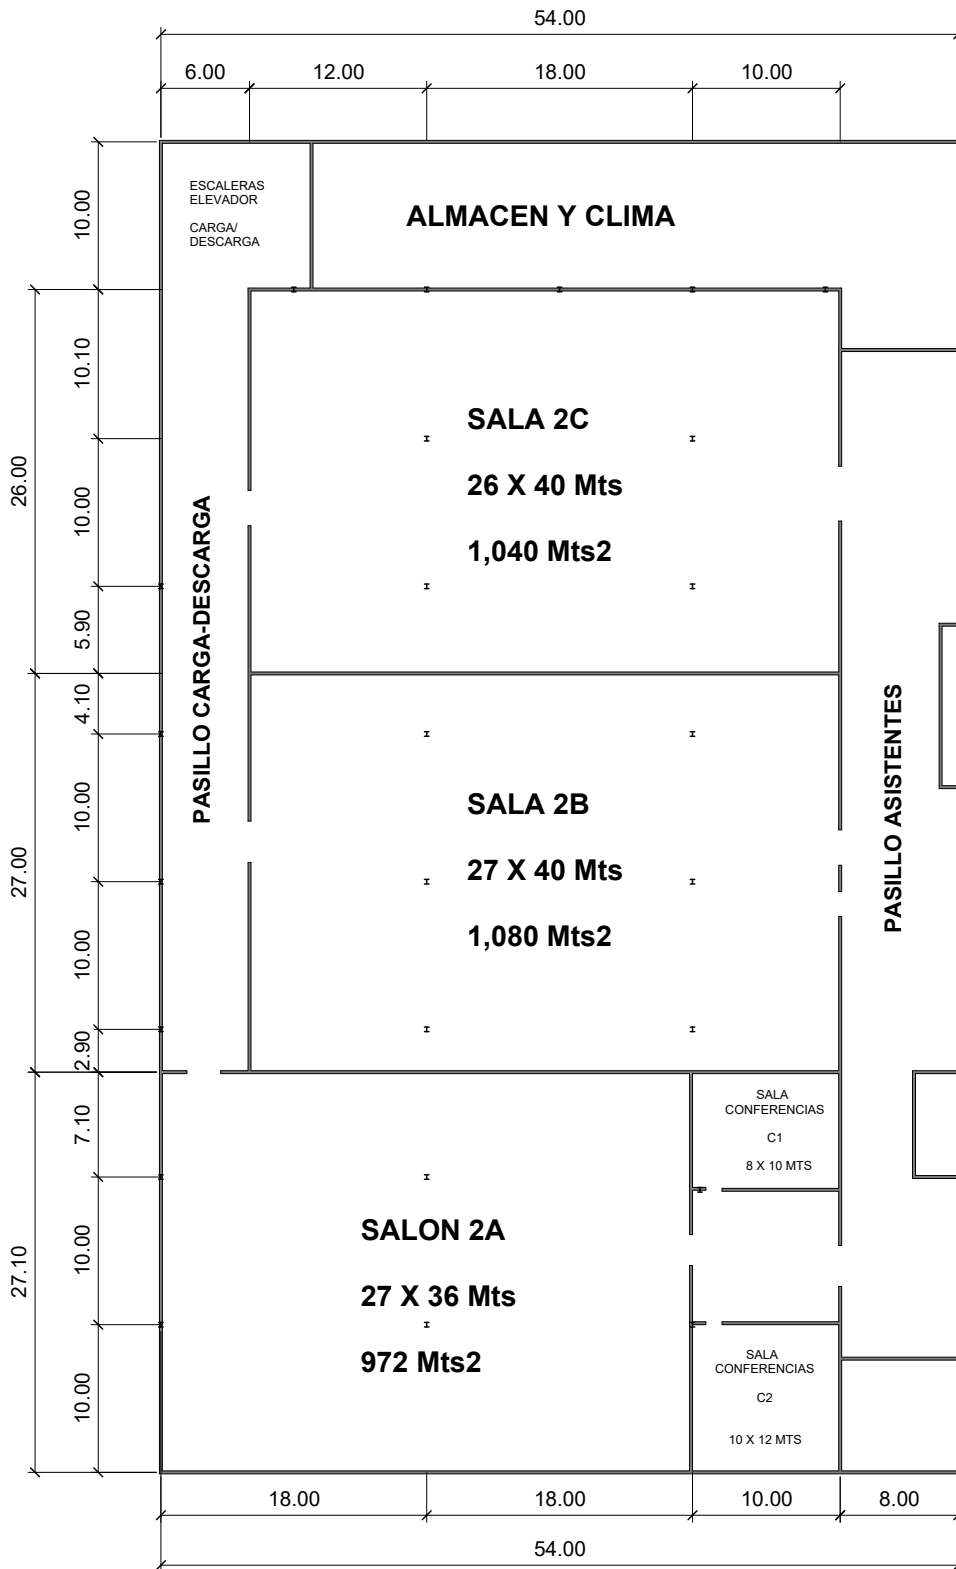 54.00
6.00
12.00
18.00
10.00
10.00
ESCALERAS
ELEVADOR
CARGA/
DESCARGA
ALMACEN Y CLIMA
10.10
26.00
10.00
5.90
SALA 2C
26 X 40 Mts
1,040 Mts2
PASILLO CARGA-DESCARGA
4.10
27.00
10.00
10.00
2.90
SALA 2B
27 X 40 Mts
1,080 Mts2
PASILLO ASISTENTES
7.10
27.10
10.00
10.00
SALON 2A
27 X 36 Mts
972 Mts2
SALA
CONFERENCIAS
C1
8 X 10 MTS
SALA
CONFERENCIAS
C2
10 X 12 MTS
18.00
18.00
10.00
8.00
54.00